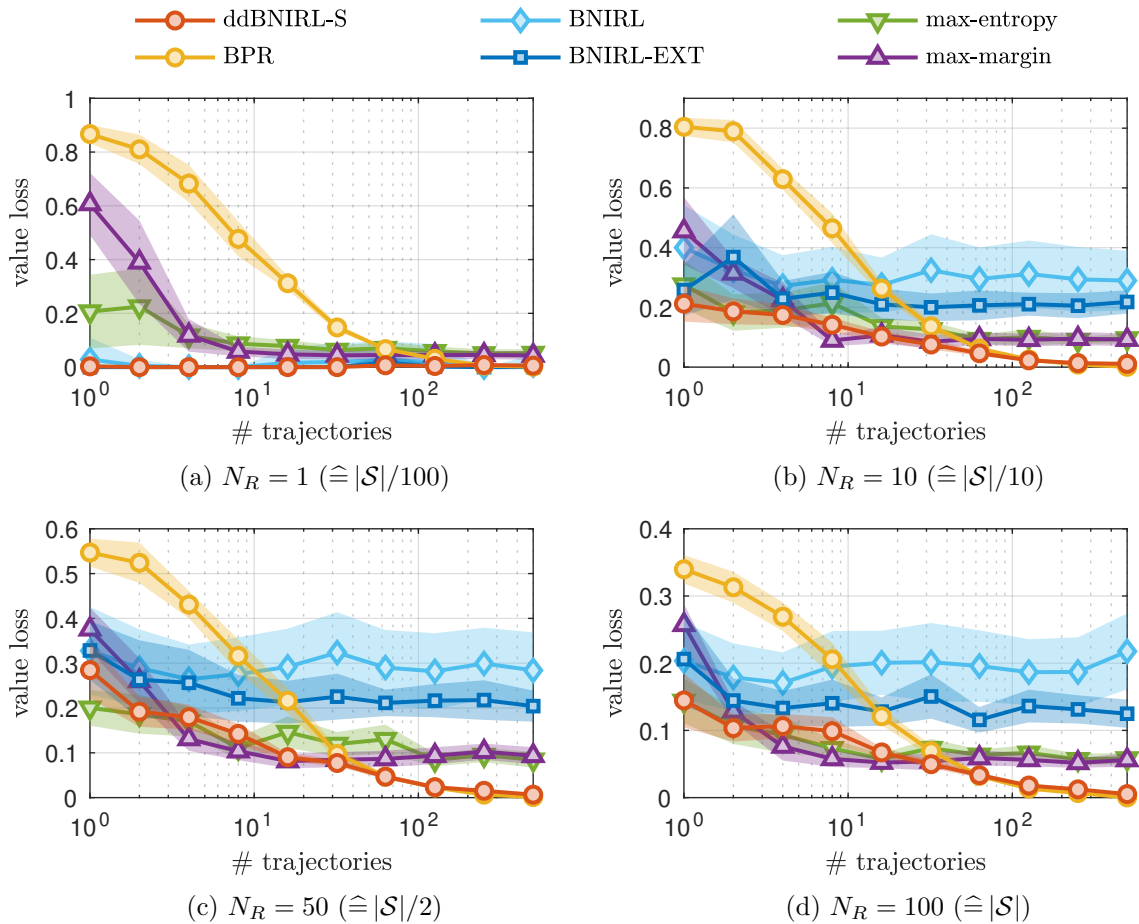 ddBNIRL-S BNIRL max-entropy
BPR BNIRL-EXT max-margin
value loss
1
0.8
0.6
0.4
0.2
0
10^0 10^1 10^2
# trajectories
(a) N_R = 1 (≙ |𝒮|/100)
value loss
0.8
0.6
0.4
0.2
0
10^0 10^1 10^2
# trajectories
(b) N_R = 10 (≙ |𝒮|/10)
value loss
0.6
0.5
0.4
0.3
0.2
0.1
0
10^0 10^1 10^2
# trajectories
(c) N_R = 50 (≙ |𝒮|/2)
value loss
0.4
0.3
0.2
0.1
0
10^0 10^1 10^2
# trajectories
(d) N_R = 100 (≙ |𝒮|)